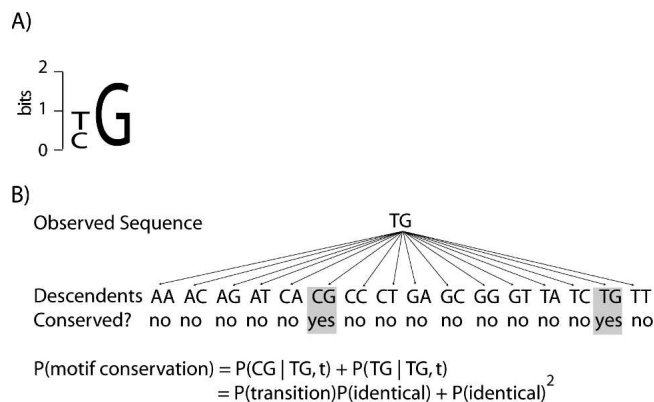 A)
2
1
0
bits
T
C
G
B)
Observed Sequence TG
Descendents AA AC AG AT CA CG CC CT GA GC GG GT TA TC TG TT
Conserved? no no no no no yes no no no no no no no no yes no
P(motif conservation) = P(CG | TG, t) + P(TG | TG, t)
= P(transition)P(identical) + P(identical)²